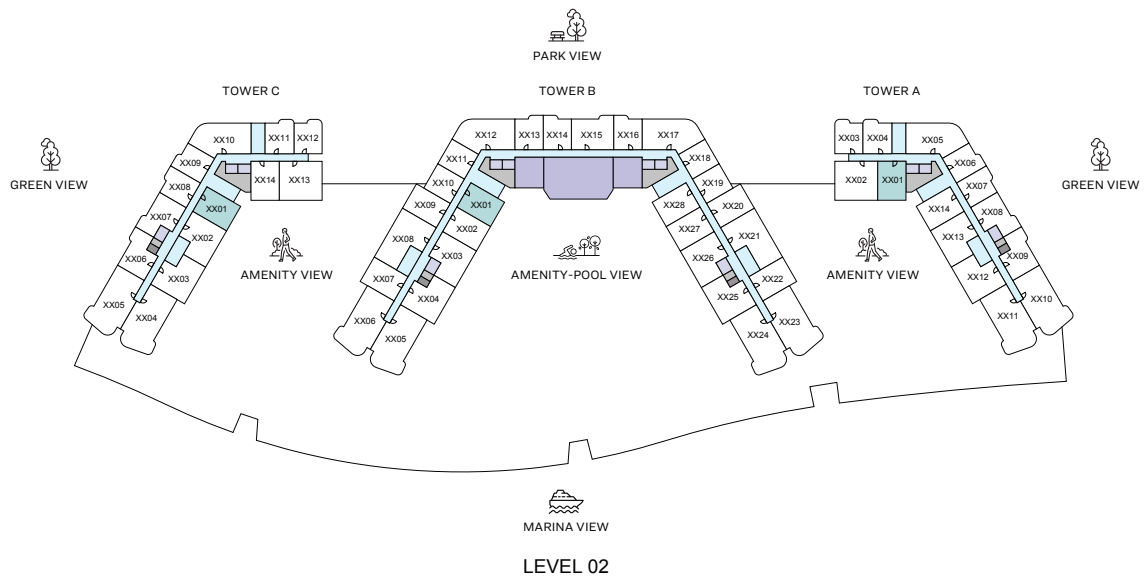 PARK VIEW
TOWER C
TOWER B
TOWER A
XX10
XX11
XX12
XX09
XX08
XX14
XX13
XX01
XX07
XX02
XX06
XX03
XX05
XX04
XX12
XX13
XX14
XX15
XX16
XX17
XX11
XX18
XX10
XX19
XX09
XX01
XX28
XX20
XX02
XX27
XX08
XX21
XX03
XX26
XX07
XX22
XX04
XX25
XX06
XX23
XX05
XX24
XX03
XX04
XX05
XX06
XX02
XX01
XX07
XX14
XX08
XX13
XX09
XX12
XX10
XX11
GREEN VIEW
GREEN VIEW
AMENITY VIEW
AMENITY-POOL VIEW
AMENITY VIEW
MARINA VIEW
LEVEL 02